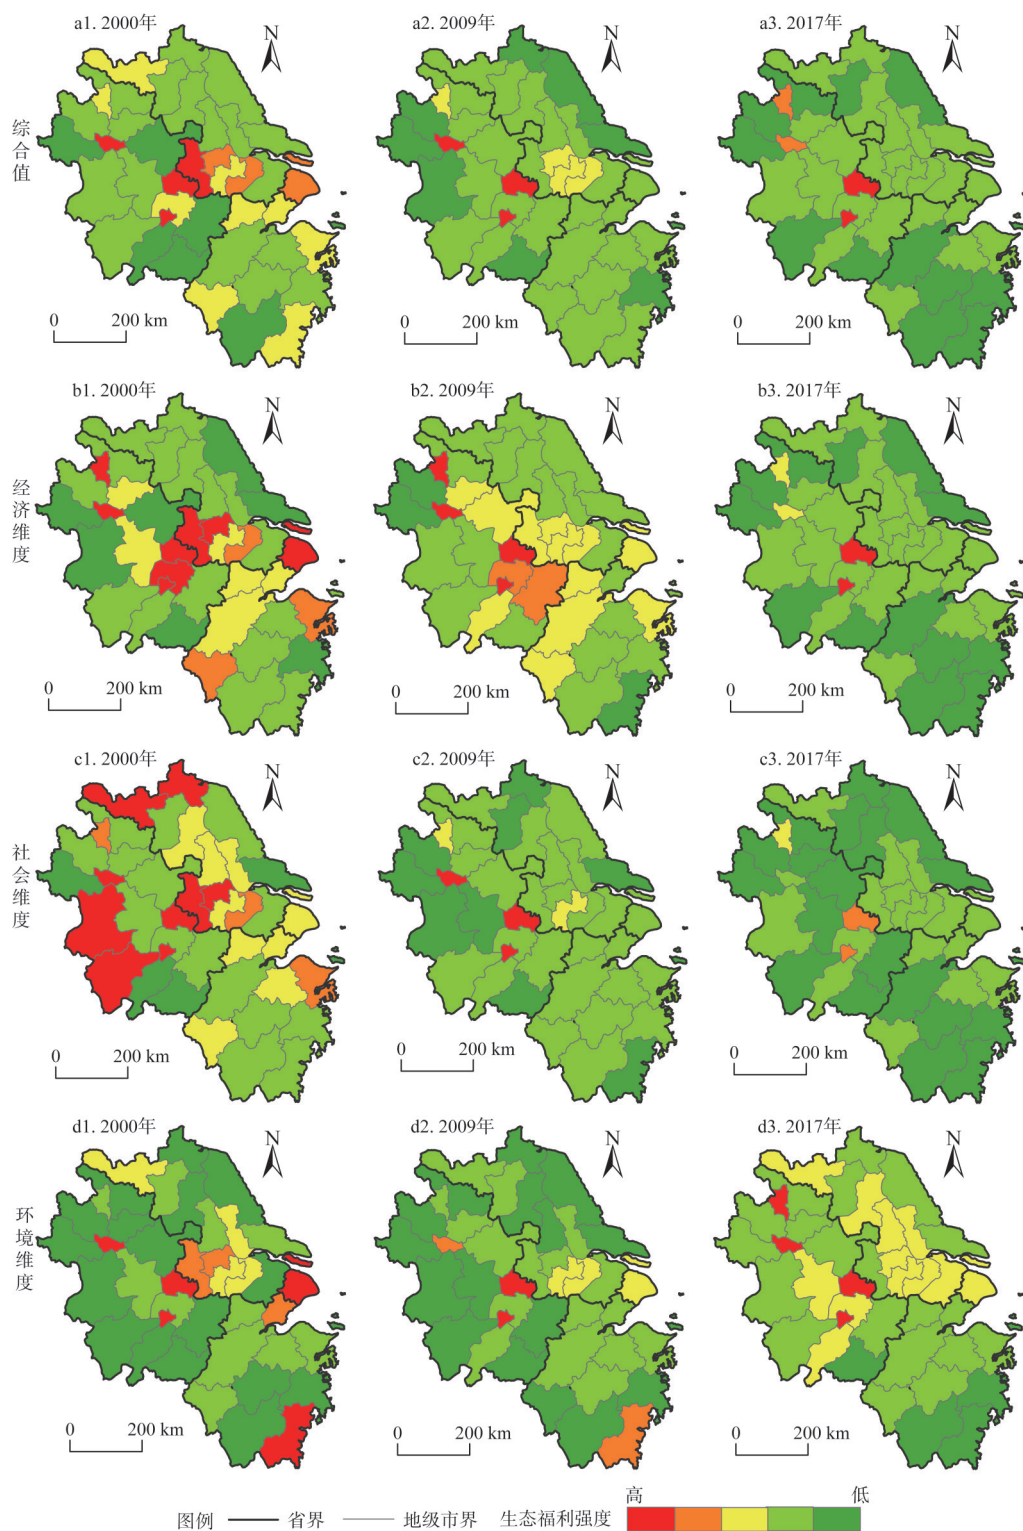 a1. 2000年
a2. 2009年
a3. 2017年
N
N
N
综合值
0 200 km
0 200 km
0 200 km
b1. 2000年
b2. 2009年
b3. 2017年
N
N
N
经济维度
0 200 km
0 200 km
0 200 km
c1. 2000年
c2. 2009年
c3. 2017年
N
N
N
社会维度
0 200 km
0 200 km
0 200 km
d1. 2000年
d2. 2009年
d3. 2017年
N
N
N
环境维度
0 200 km
0 200 km
0 200 km
高 低
图例 省界 地级市界 生态福利强度